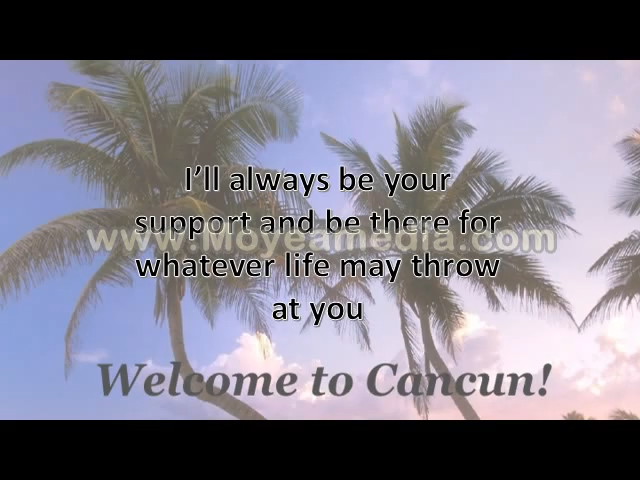 I’ll always be your
support and be there for
www.Moyeamedia.com
whatever life may throw
at you
Welcome to Cancun!